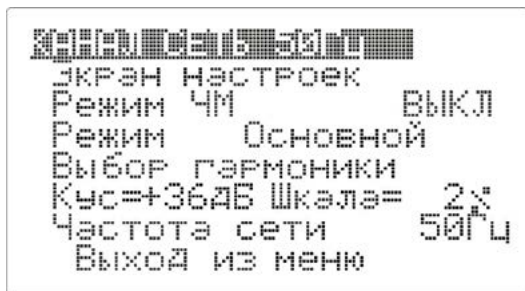 КАНАЛ СЕТЬ 50Гц
Экран настроек
Режим ЧМ ВЫКЛ
Режим Основной
Выбор гармоники
Кус=+36дБ Шкала= 2%
Частота сети 50Гц
Выход из меню